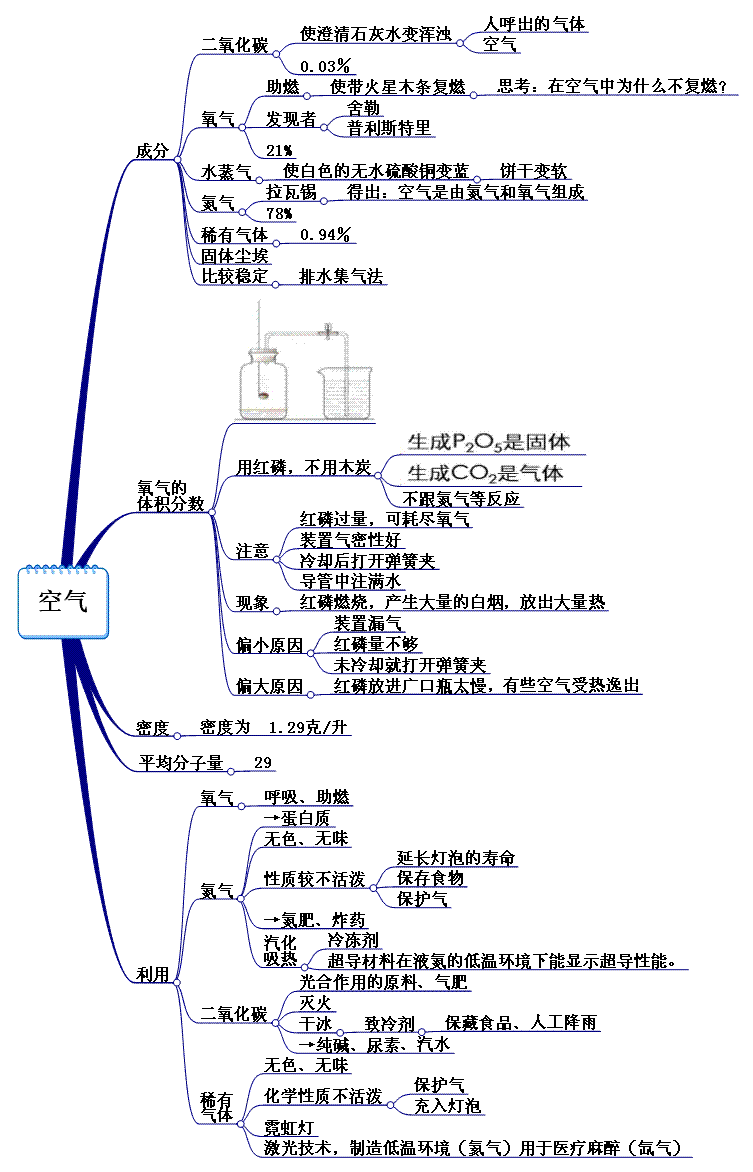 空气
成分
二氧化碳
使澄清石灰水变浑浊
人呼出的气体
空气
0.03%
氧气
助燃
使带火星木条复燃
思考：在空气中为什么不复燃？
发现者
舍勒
普利斯特里
21%
水蒸气
使白色的无水硫酸铜变蓝
饼干变软
氮气
拉瓦锡
得出：空气是由氮气和氧气组成
78%
稀有气体
0.94%
固体尘埃
比较稳定
排水集气法
氧气的
体积分数
用红磷，不用木炭
生成P₂O₅是固体
生成CO₂是气体
不跟氮气等反应
注意
红磷过量，可耗尽氧气
装置气密性好
冷却后打开弹簧夹
导管中注满水
现象
红磷燃烧，产生大量的白烟，放出大量热
偏小原因
装置漏气
红磷量不够
未冷却就打开弹簧夹
偏大原因
红磷放进广口瓶太慢，有些空气受热逸出
密度
密度为 1.29克/升
平均分子量
29
利用
氧气
呼吸、助燃
氮气
→蛋白质
无色、无味
性质较不活泼
延长灯泡的寿命
保存食物
保护气
→氮肥、炸药
汽化
吸热
冷冻剂
超导材料在液氮的低温环境下能显示超导性能。
二氧化碳
光合作用的原料、气肥
灭火
干冰
致冷剂
保藏食品、人工降雨
→纯碱、尿素、汽水
稀有
气体
无色、无味
化学性质不活泼
保护气
充入灯泡
霓虹灯
激光技术，制造低温环境（氦气）用于医疗麻醉（氙气）